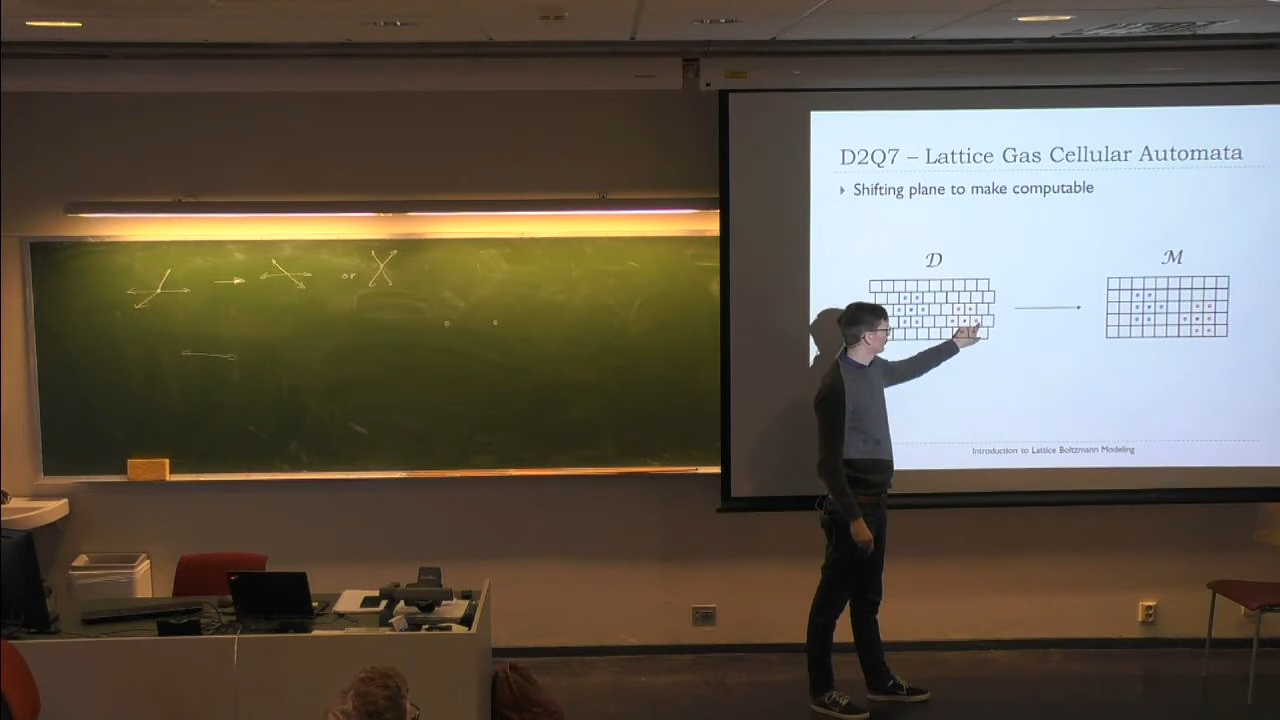 or
D2Q7 – Lattice Gas Cellular Automata
Shifting plane to make computable
𝒟
ℳ
Introduction to Lattice Boltzmann Modeling